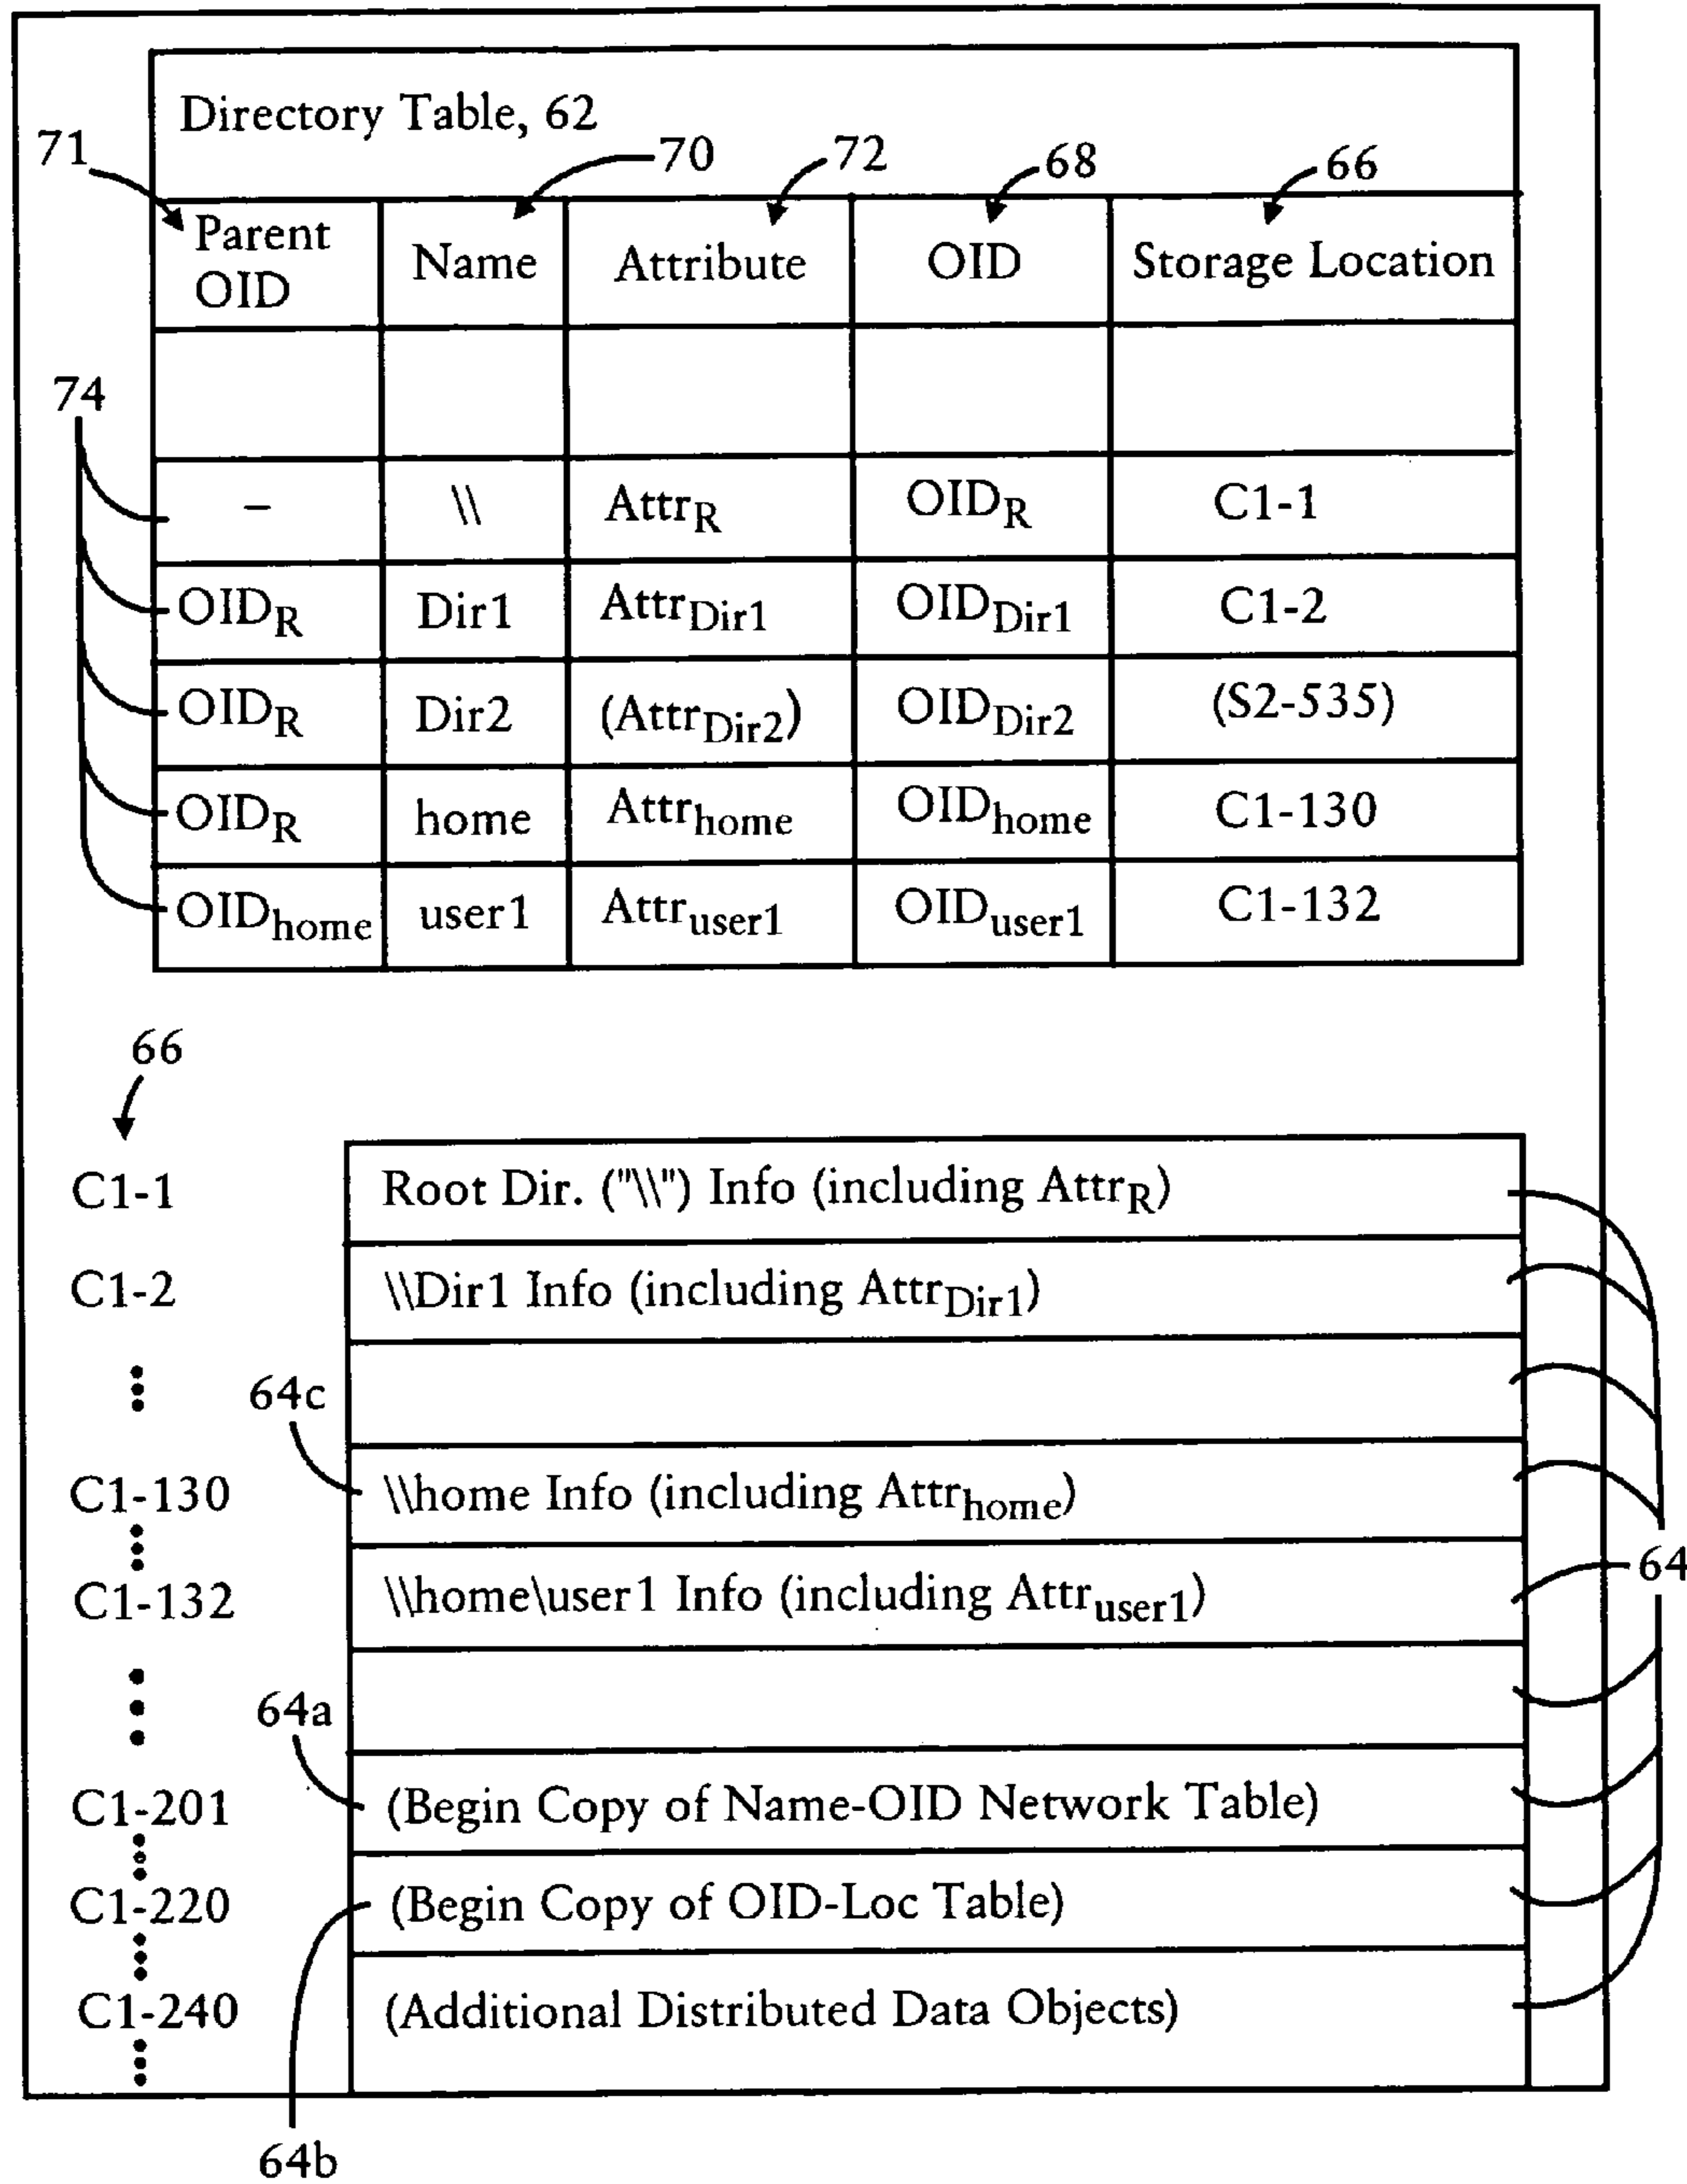 Directory Table, 62
71 70 72 68 66
Parent OID Name Attribute OID Storage Location
74
– \\ AttrR OIDR C1-1
OIDR Dir1 AttrDir1 OIDDir1 C1-2
OIDR Dir2 (AttrDir2) OIDDir2 (S2-535)
OIDR home Attrhome OIDhome C1-130
OIDhome user1 Attruser1 OIDuser1 C1-132
66
C1-1 Root Dir. ("\\") Info (including AttrR)
C1-2 \\Dir1 Info (including AttrDir1)
64c
C1-130 \\home Info (including Attrhome)
64
C1-132 \\home\user1 Info (including Attruser1)
64a
C1-201 (Begin Copy of Name-OID Network Table)
C1-220 (Begin Copy of OID-Loc Table)
C1-240 (Additional Distributed Data Objects)
64b